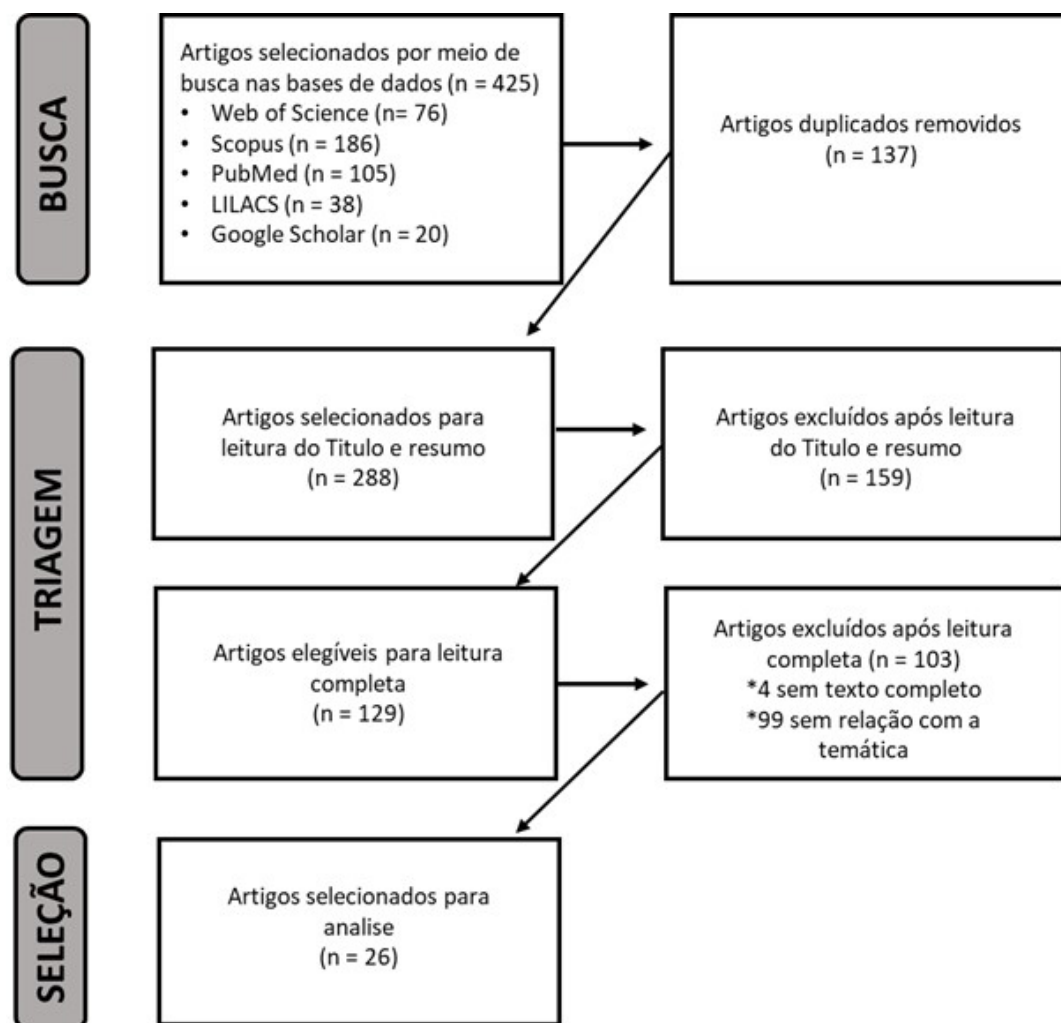 BUSCA
Artigos selecionados por meio de
busca nas bases de dados (n = 425)
• Web of Science (n= 76)
• Scopus (n = 186)
• PubMed (n = 105)
• LILACS (n = 38)
• Google Scholar (n = 20)
Artigos duplicados removidos
(n = 137)
TRIAGEM
Artigos selecionados para
leitura do Titulo e resumo
(n = 288)
Artigos excluídos após leitura
do Titulo e resumo
(n = 159)
Artigos elegíveis para leitura
completa
(n = 129)
Artigos excluídos após leitura
completa (n = 103)
*4 sem texto completo
*99 sem relação com a
temática
SELEÇÃO
Artigos selecionados para
analise
(n = 26)